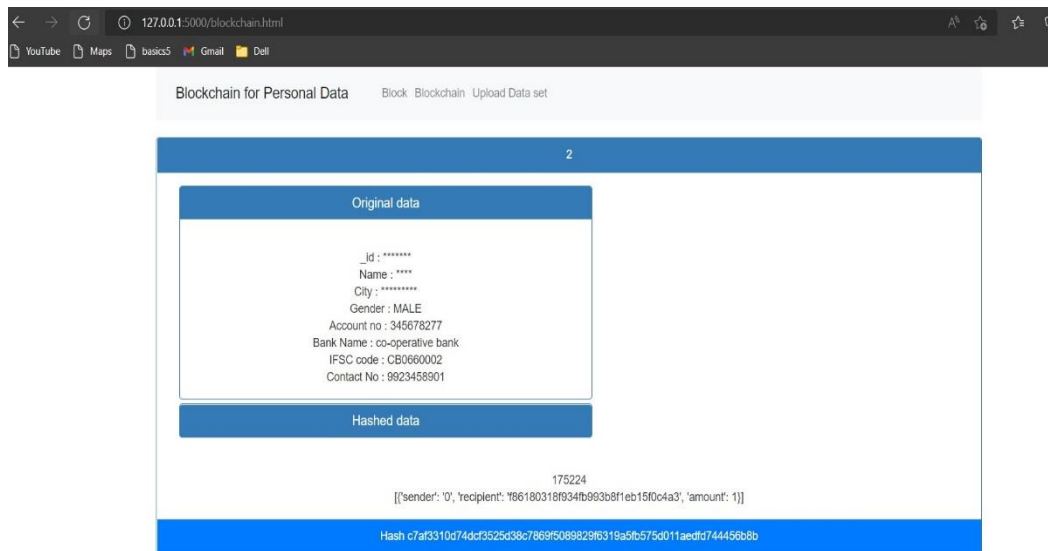 127.0.0.1:5000/blockchain.html
YouTube Maps basics5 Gmail Dell
Blockchain for Personal Data Block Blockchain Upload Data set
2
Original data
_id : *******
Name : ****
City : *********
Gender : MALE
Account no : 345678277
Bank Name : co-operative bank
IFSC code : CB0660002
Contact No : 9923458901
Hashed data
175224
[{'sender': '0', 'recipient': 'f86180318f934fb993b8f1eb15f0c4a3', 'amount': 1}]
Hash c7af3310d74dcf3525d38c7869f5089829f6319a5fb575d011aedfd744456b8b